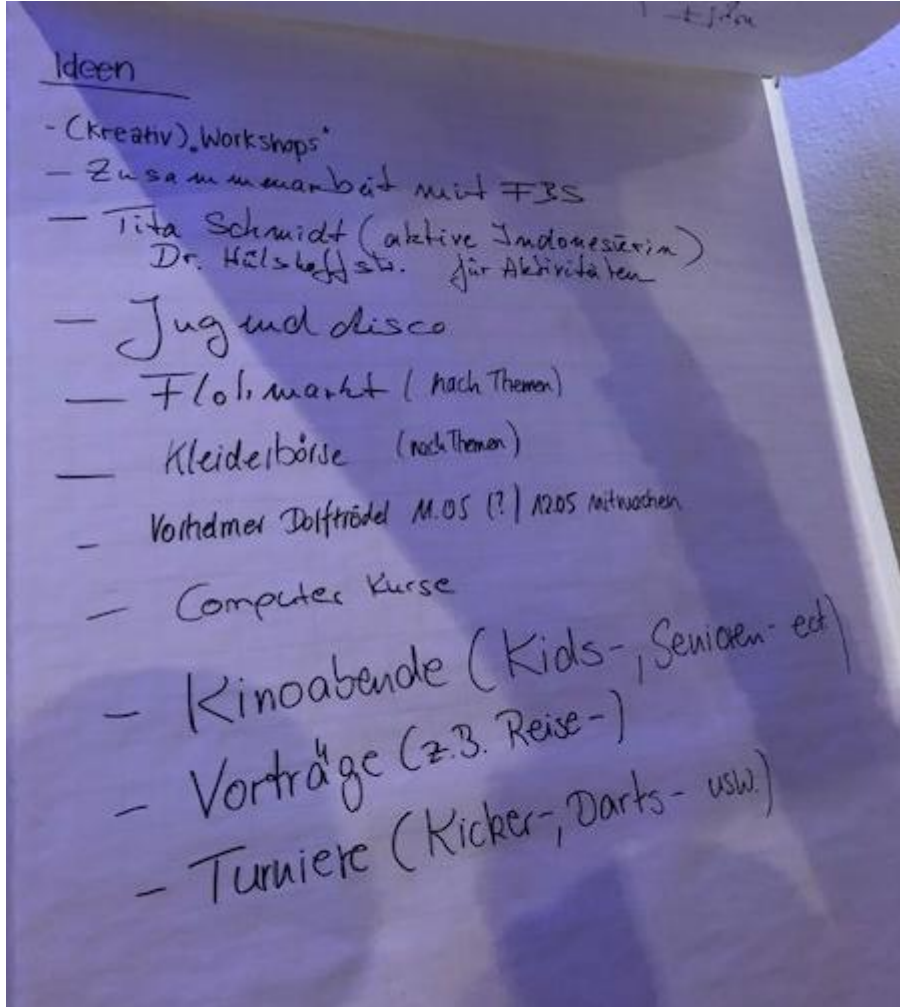 Ideen
- (Kreativ) „Workshops"
- Zusammenarbeit mit FBS
- Tita Schmidt (aktive Indonesierin)
Dr. Hülshoffstr. für Aktivitäten
- Jugenddisco
- Flohmarkt (nach Themen)
- Kleiderbörse (nach Themen)
- Vorhelmer Dorftrödel 11.05 (?) 12.05 mitmachen
- Computer Kurse
- Kinoabende (Kids-, Senioren- ect)
- Vorträge (z.B. Reise-)
- Turniere (Kicker-, Darts- usw.)